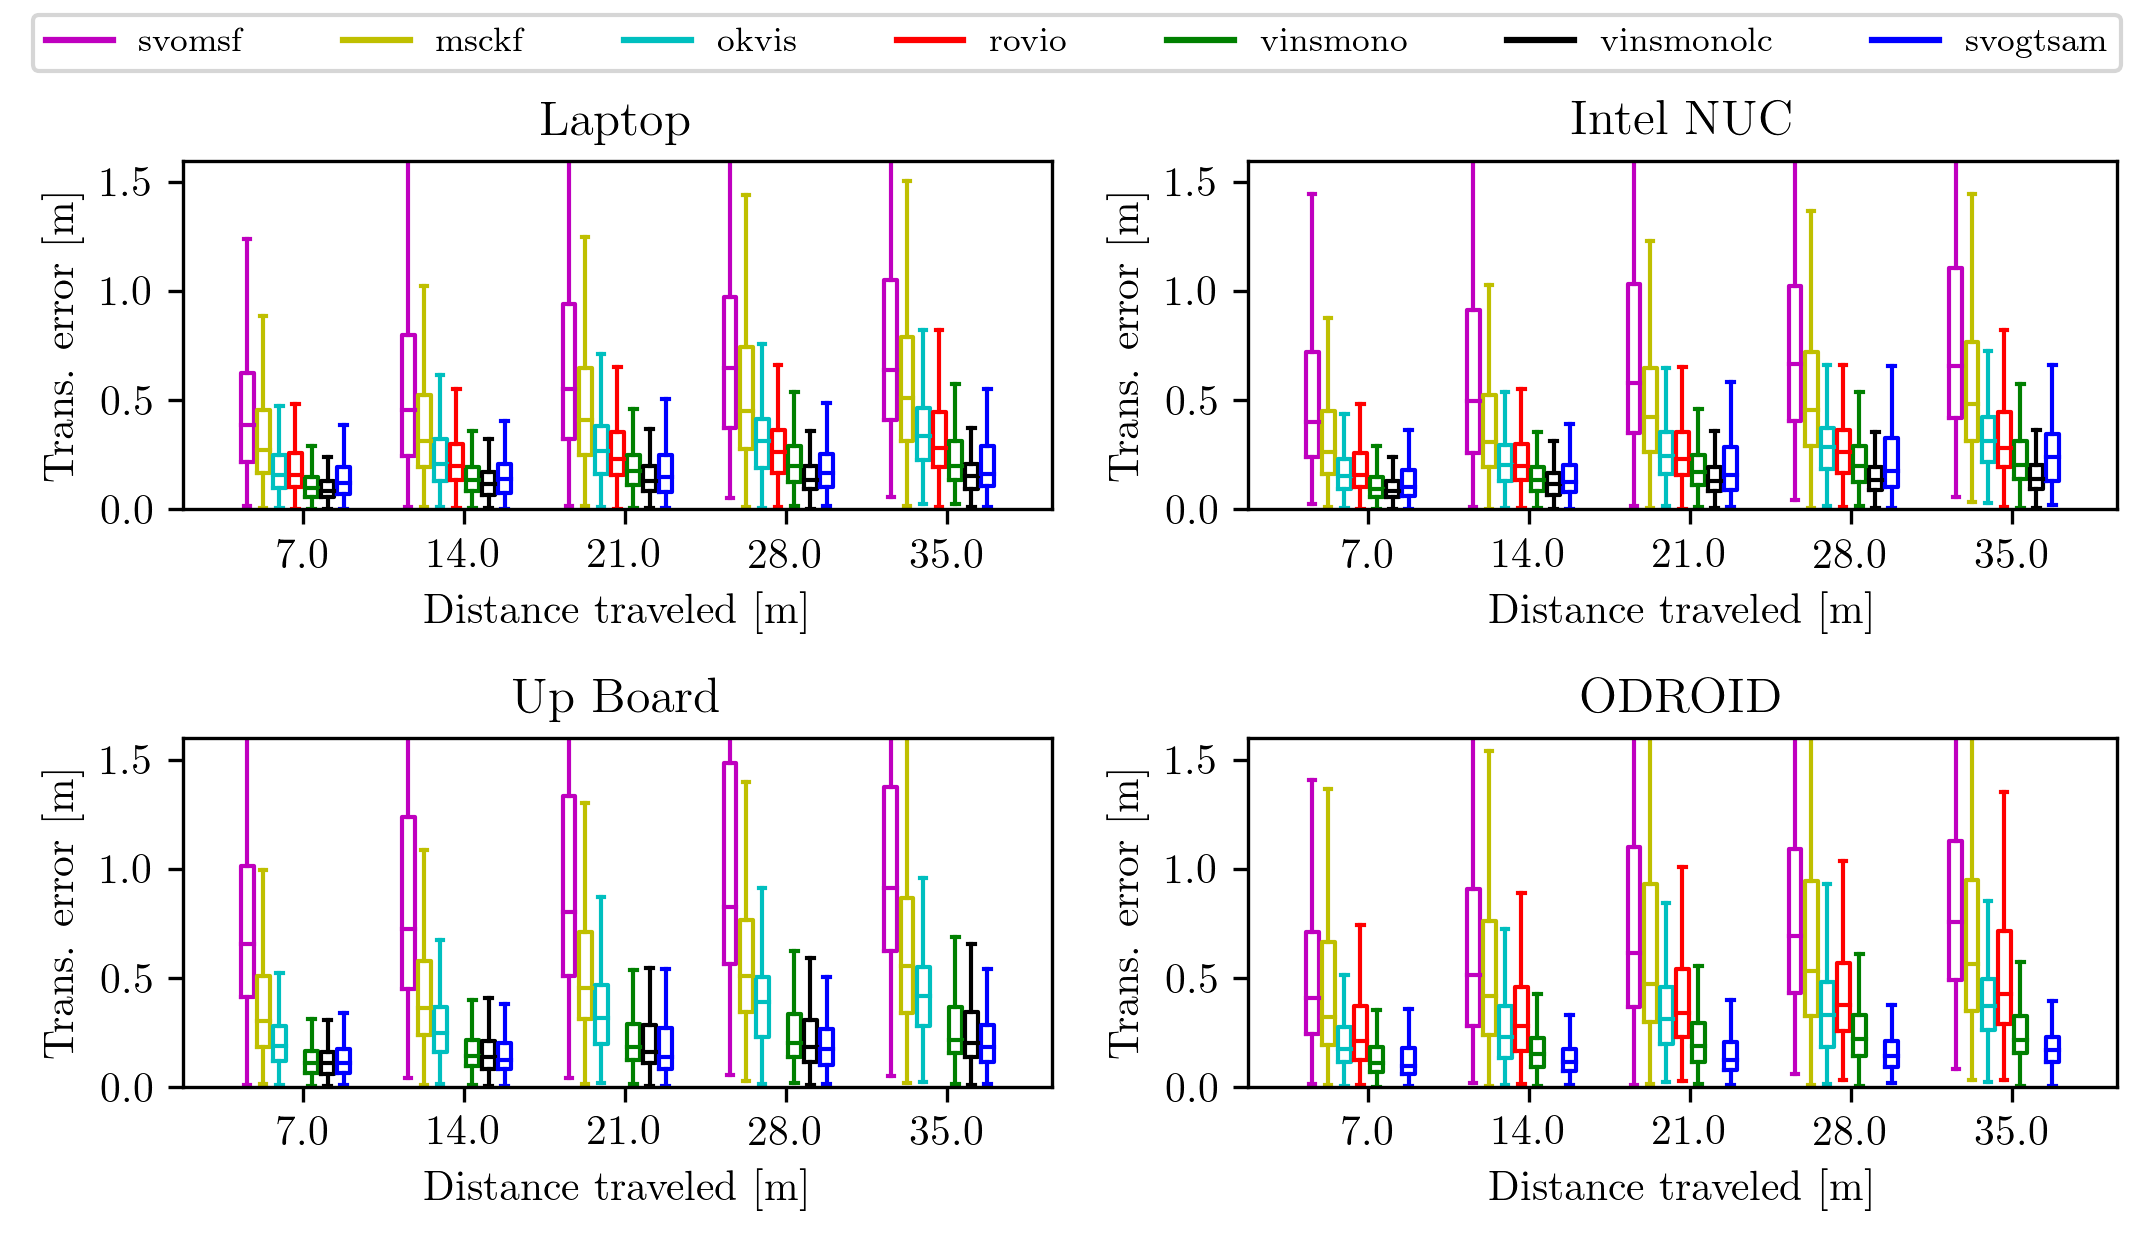 svomsf msckf okvis rovio vinsmono vinsmonolc svogtsam
Laptop
Trans. error [m]
1.5
1.0
0.5
0.0
7.0 14.0 21.0 28.0 35.0
Distance traveled [m]
Intel NUC
Trans. error [m]
1.5
1.0
0.5
0.0
7.0 14.0 21.0 28.0 35.0
Distance traveled [m]
Up Board
Trans. error [m]
1.5
1.0
0.5
0.0
7.0 14.0 21.0 28.0 35.0
Distance traveled [m]
ODROID
Trans. error [m]
1.5
1.0
0.5
0.0
7.0 14.0 21.0 28.0 35.0
Distance traveled [m]